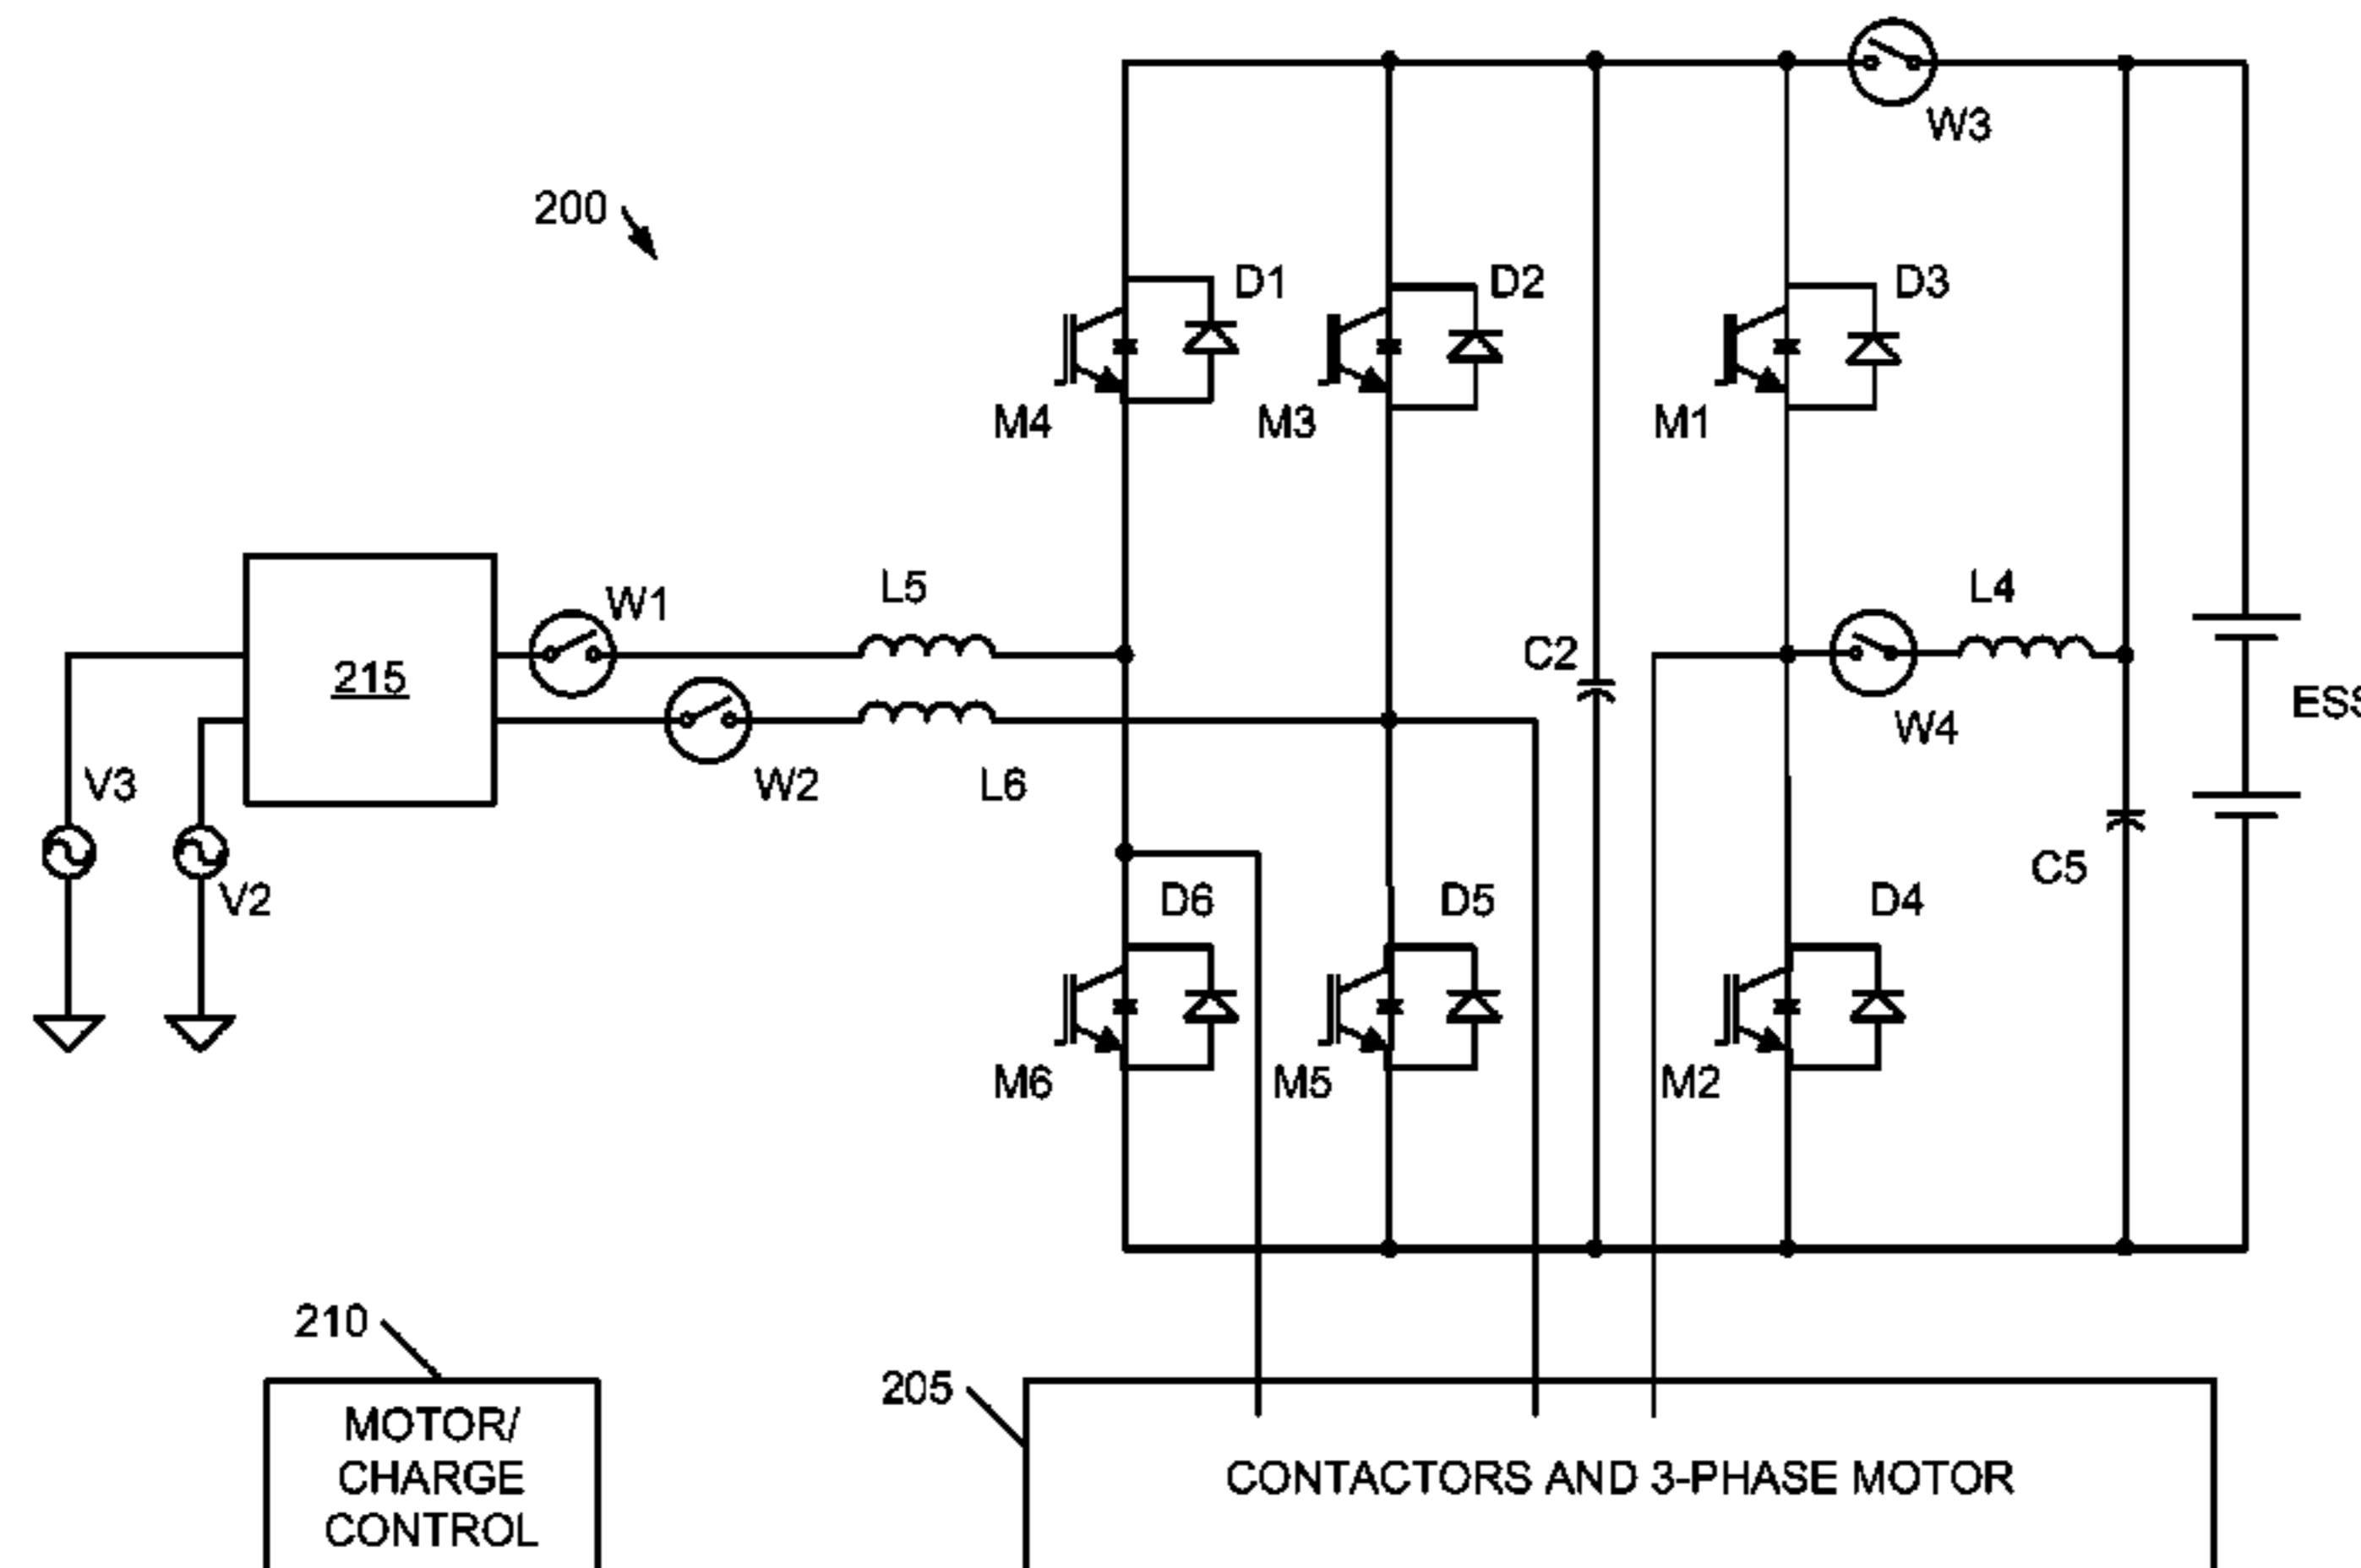 W3
200
D1
D2
D3
M4
M3
M1
W1
L5
L4
215
C2
W4
V3
W2
L6
C5
V2
D6
D5
D4
M6
M5
M2
210
205
MOTOR/
CHARGE
CONTROL
CONTACTORS AND 3-PHASE MOTOR